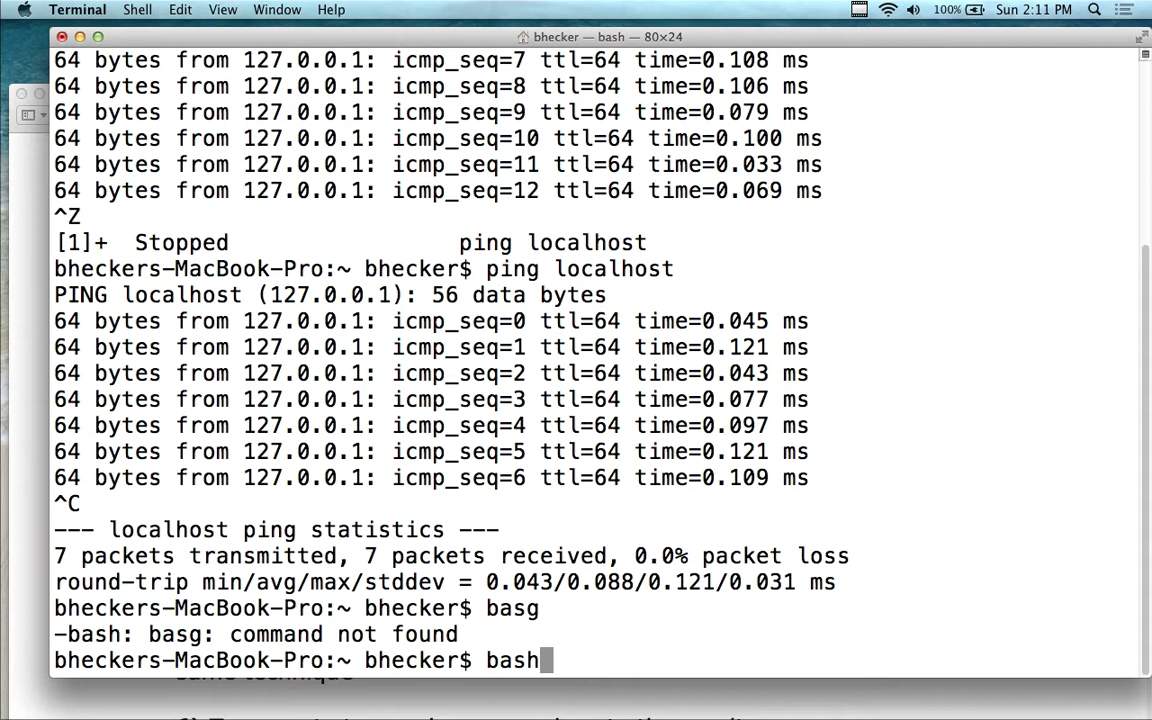 Terminal Shell Edit View Window Help 100% Sun 2:11 PM
bhecker — bash — 80×24
64 bytes from 127.0.0.1: icmp_seq=7 ttl=64 time=0.108 ms
64 bytes from 127.0.0.1: icmp_seq=8 ttl=64 time=0.106 ms
64 bytes from 127.0.0.1: icmp_seq=9 ttl=64 time=0.079 ms
64 bytes from 127.0.0.1: icmp_seq=10 ttl=64 time=0.100 ms
64 bytes from 127.0.0.1: icmp_seq=11 ttl=64 time=0.033 ms
64 bytes from 127.0.0.1: icmp_seq=12 ttl=64 time=0.069 ms
^Z
[1]+  Stopped                 ping localhost
bheckers-MacBook-Pro:~ bhecker$ ping localhost
PING localhost (127.0.0.1): 56 data bytes
64 bytes from 127.0.0.1: icmp_seq=0 ttl=64 time=0.045 ms
64 bytes from 127.0.0.1: icmp_seq=1 ttl=64 time=0.121 ms
64 bytes from 127.0.0.1: icmp_seq=2 ttl=64 time=0.043 ms
64 bytes from 127.0.0.1: icmp_seq=3 ttl=64 time=0.077 ms
64 bytes from 127.0.0.1: icmp_seq=4 ttl=64 time=0.097 ms
64 bytes from 127.0.0.1: icmp_seq=5 ttl=64 time=0.121 ms
64 bytes from 127.0.0.1: icmp_seq=6 ttl=64 time=0.109 ms
^C
--- localhost ping statistics ---
7 packets transmitted, 7 packets received, 0.0% packet loss
round-trip min/avg/max/stddev = 0.043/0.088/0.121/0.031 ms
bheckers-MacBook-Pro:~ bhecker$ basg
-bash: basg: command not found
bheckers-MacBook-Pro:~ bhecker$ bash
same technique